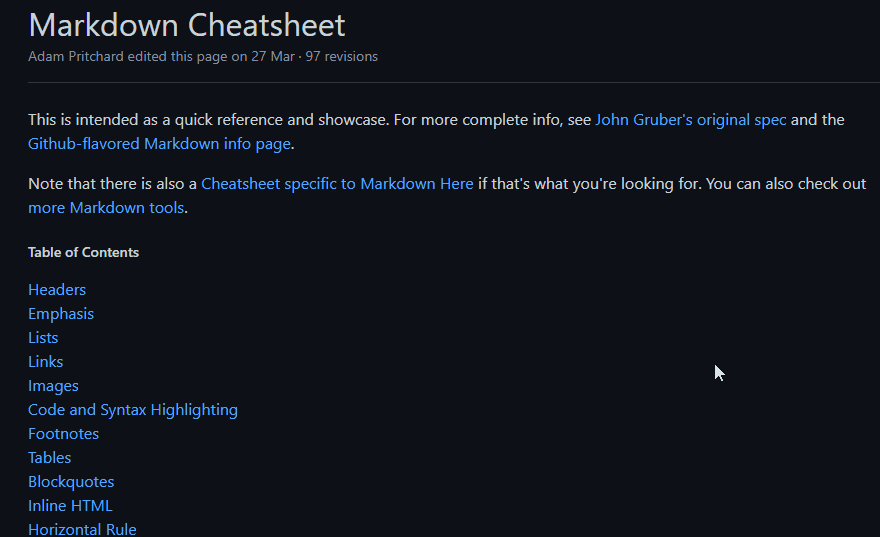 Markdown Cheatsheet
Adam Pritchard edited this page on 27 Mar · 97 revisions
This is intended as a quick reference and showcase. For more complete info, see John Gruber's original spec and the
Github-flavored Markdown info page.
Note that there is also a Cheatsheet specific to Markdown Here if that's what you're looking for. You can also check out
more Markdown tools.
Table of Contents
Headers
Emphasis
Lists
Links
Images
Code and Syntax Highlighting
Footnotes
Tables
Blockquotes
Inline HTML
Horizontal Rule